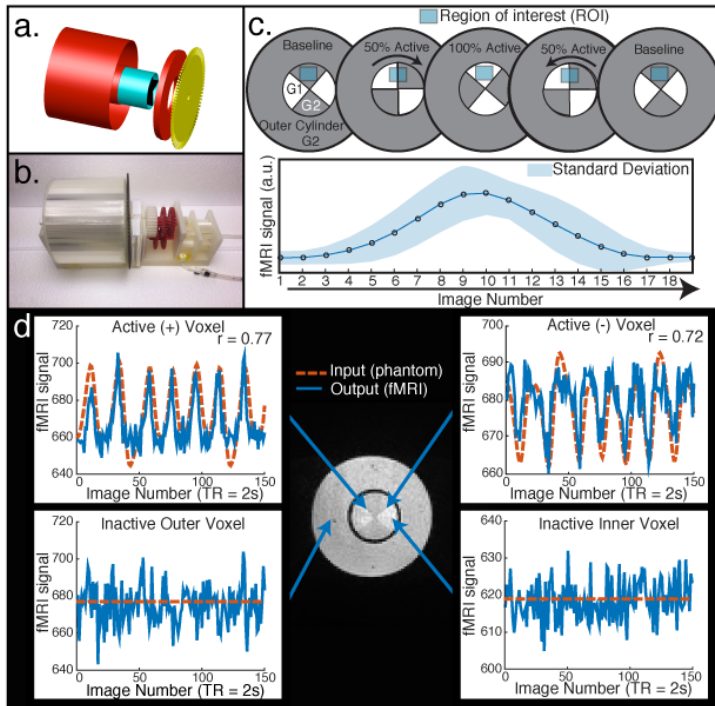 a.
b.
c.
Region of interest (ROI)
Baseline
50% Active
100% Active
50% Active
Baseline
G1
G2
Outer Cylinder
G2
Standard Deviation
fMRI signal (a.u.)
1 2 3 4 5 6 7 8 9 10 11 12 13 14 15 16 17 18
Image Number
d
Active (+) Voxel
r = 0.77
fMRI signal
720
700
680
660
640
0 50 100 150
Image Number (TR = 2s)
Input (phantom)
Output (fMRI)
Active (-) Voxel
r = 0.72
fMRI signal
700
690
680
670
660
0 50 100 150
Image Number (TR = 2s)
Inactive Outer Voxel
fMRI signal
720
700
680
660
640
0 50 100 150
Image Number (TR = 2s)
Inactive Inner Voxel
fMRI signal
640
630
620
610
600
0 50 100 150
Image Number (TR = 2s)